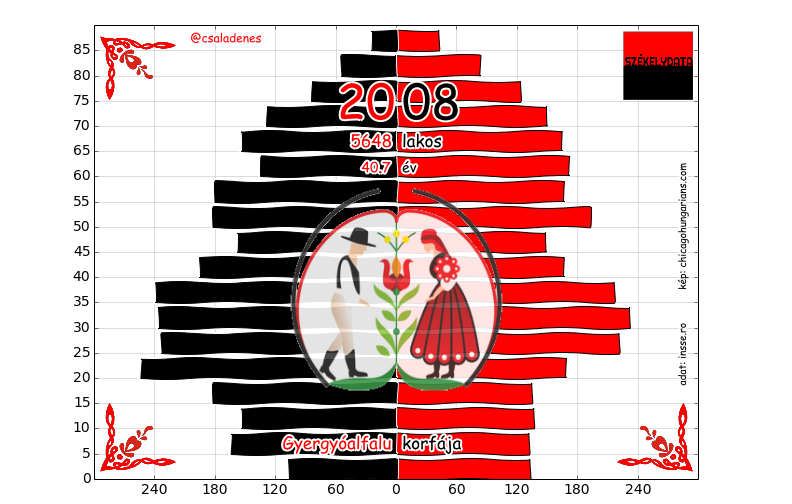 @csaladenes
SZÉKELYDATA
2008
5648 lakos
40.7 év
Gyergyóalfalu korfája
kép: chicagohungarians.com
adat: insse.ro
85
80
75
70
65
60
55
50
45
40
35
30
25
20
15
10
5
0
240 180 120 60 0 60 120 180 240